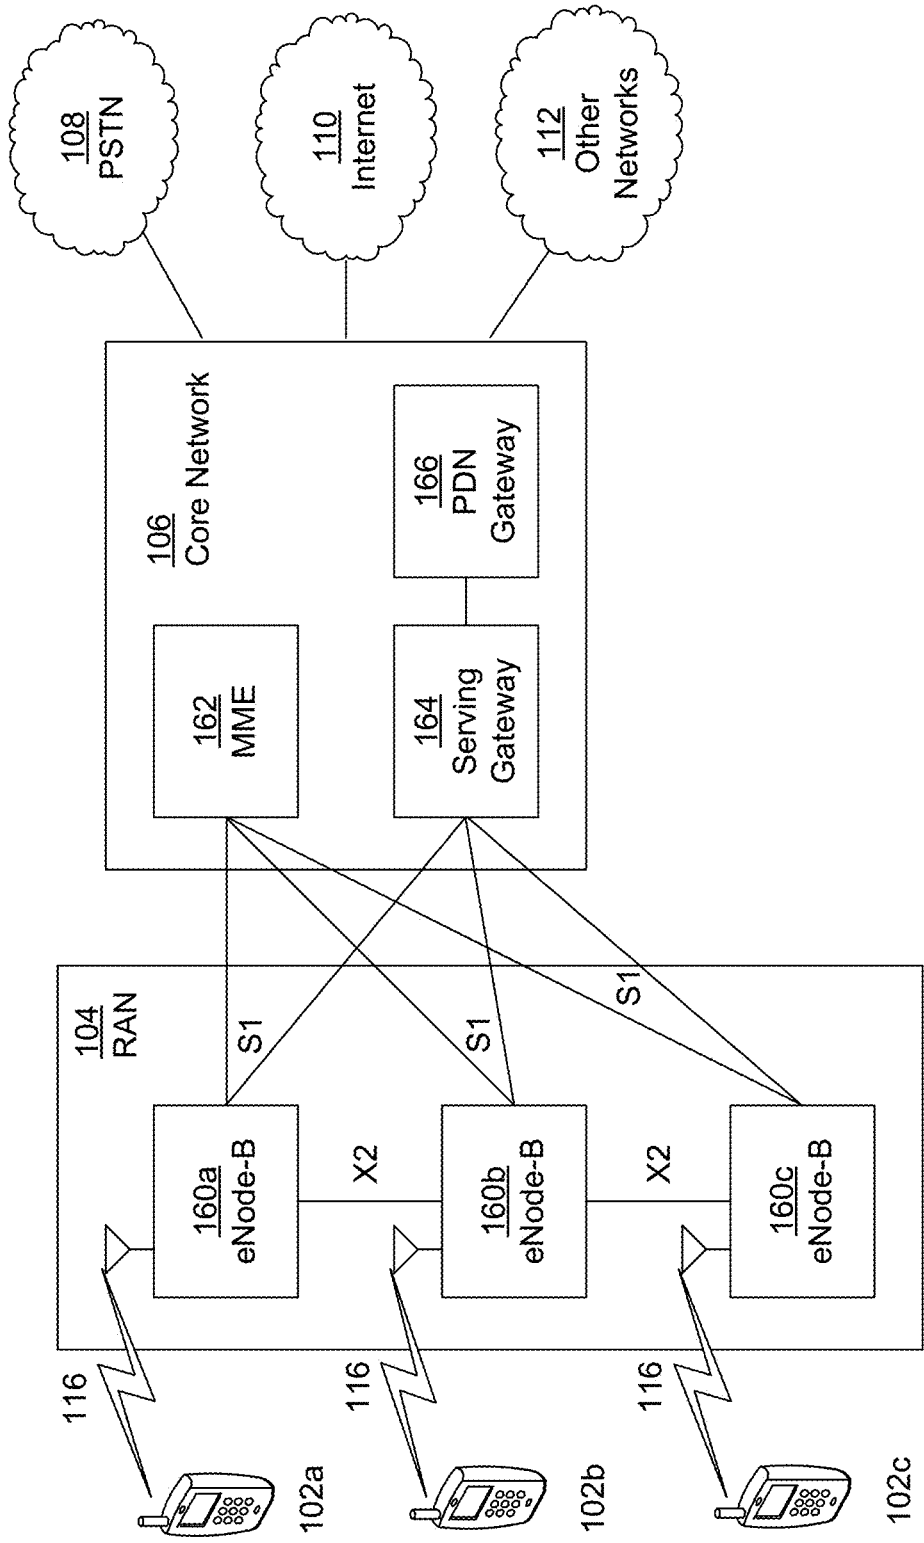 116
102a
116
102b
116
102c
104
RAN
160a
eNode-B
X2
160b
eNode-B
X2
160c
eNode-B
S1
S1
S1
106
Core Network
162
MME
164
Serving
Gateway
166
PDN
Gateway
108
PSTN
110
Internet
112
Other
Networks